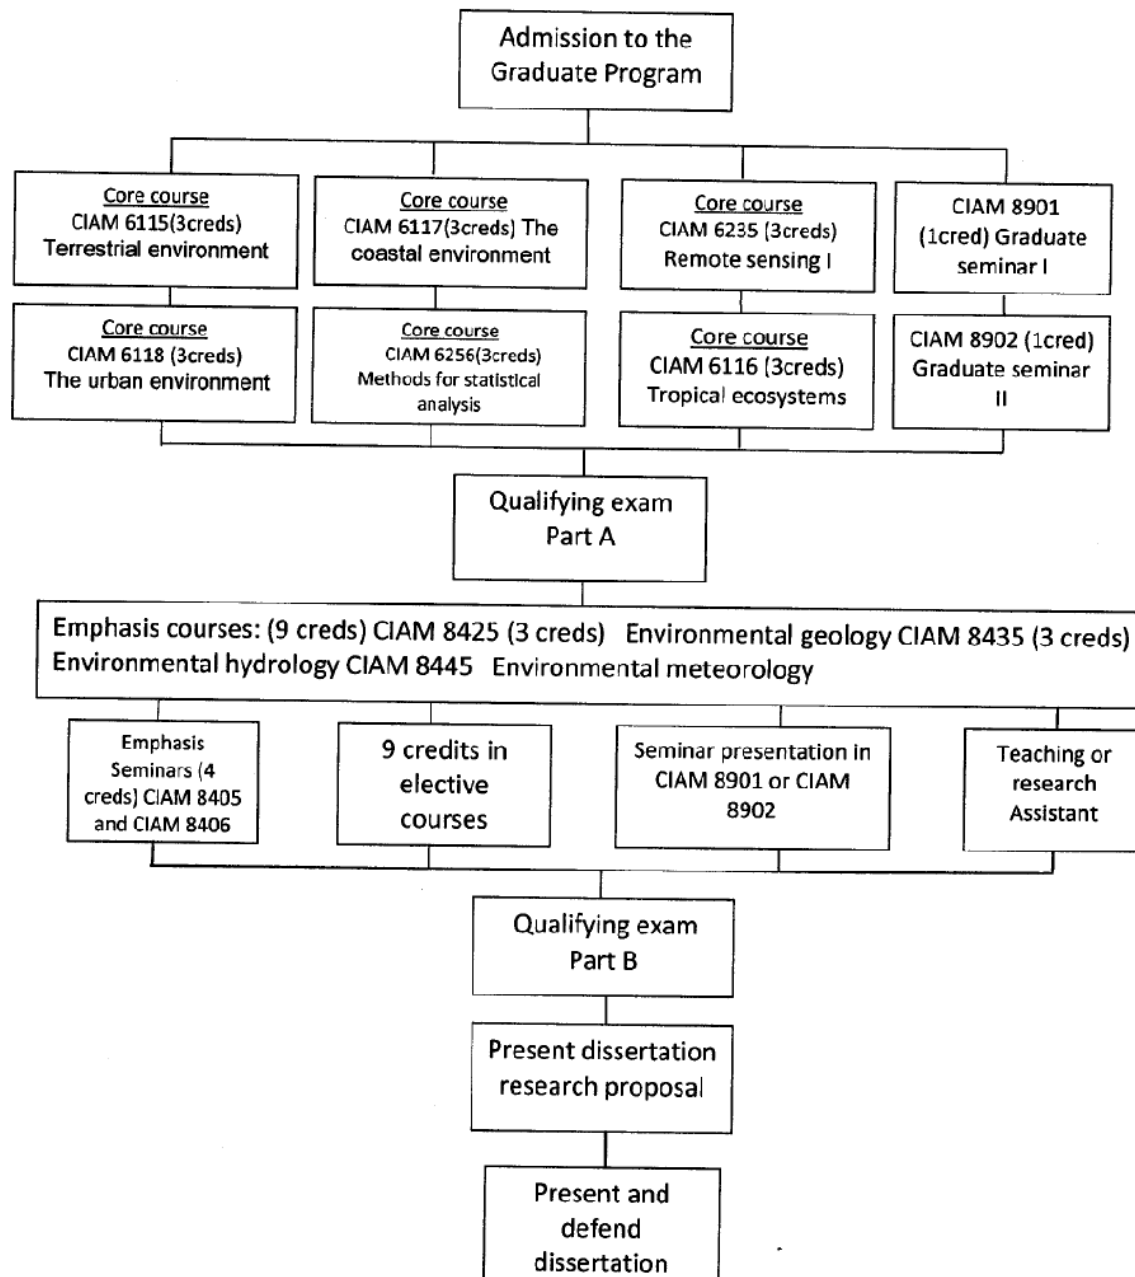 Admission to the
Graduate Program
Core course
CIAM 6115(3creds)
Terrestrial environment
Core course
CIAM 6117(3creds) The
coastal environment
Core course
CIAM 6235 (3creds)
Remote sensing I
CIAM 8901
(1cred) Graduate
seminar I
Core course
CIAM 6118 (3creds)
The urban environment
Core course
CIAM 6256(3creds)
Methods for statistical
analysis
Core course
CIAM 6116 (3creds)
Tropical ecosystems
CIAM 8902 (1cred)
Graduate seminar
II
Qualifying exam
Part A
Emphasis courses: (9 creds) CIAM 8425 (3 creds) Environmental geology CIAM 8435 (3 creds)
Environmental hydrology CIAM 8445 Environmental meteorology
Emphasis
Seminars (4
creds) CIAM 8405
and CIAM 8406
9 credits in
elective
courses
Seminar presentation in
CIAM 8901 or CIAM
8902
Teaching or
research
Assistant
Qualifying exam
Part B
Present dissertation
research proposal
Present and
defend
dissertation